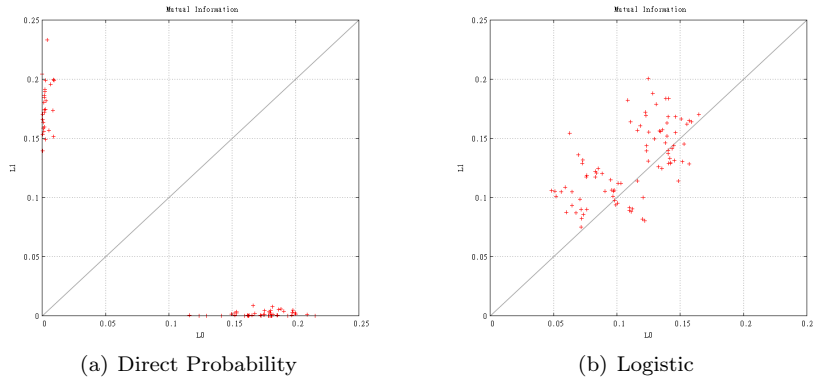 Mutual Information
0.25
0.2
0.15
0.1
0.05
0
L1
0 0.05 0.1 0.15 0.2 0.25
L0
(a) Direct Probability
Mutual Information
0.25
0.2
0.15
0.1
0.05
0
L1
0 0.05 0.1 0.15 0.2 0.2
L0
(b) Logistic